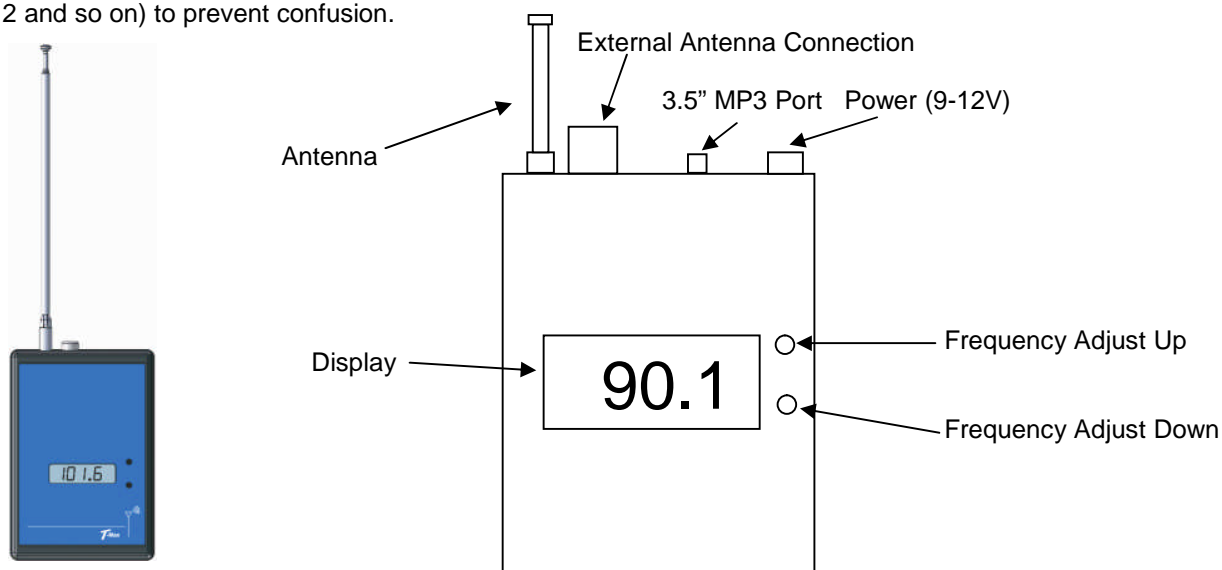 2 and so on) to prevent confusion.
External Antenna Connection
3.5” MP3 Port Power (9-12V)
Antenna
Display
90.1
Frequency Adjust Up
Frequency Adjust Down
101.6
T-Max